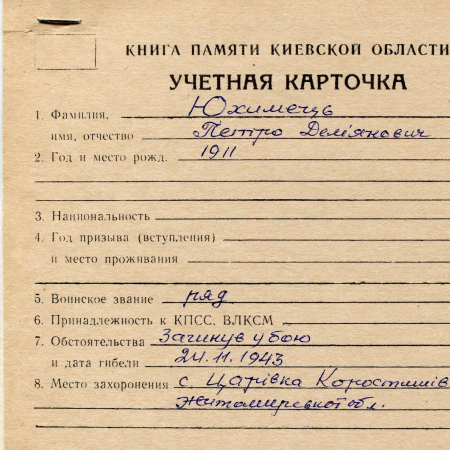 КНИГА ПАМЯТИ КИЕВСКОЙ ОБЛАСТИ
УЧЕТНАЯ КАРТОЧКА
1. Фамилия, Юхимець
имя, отчество Петро Демʼянович
2. Год и место рожд. 1911
3. Национальность
4. Год призыва (вступления)
и место проживания
5. Воинское звание ряд
6. Принадлежность к КПСС. ВЛКСМ
7. Обстоятельства Загинув у бою
и дата гибели 24.11.1943
8. Место захоронения с. Царівка Коростишів
Житомирської обл.